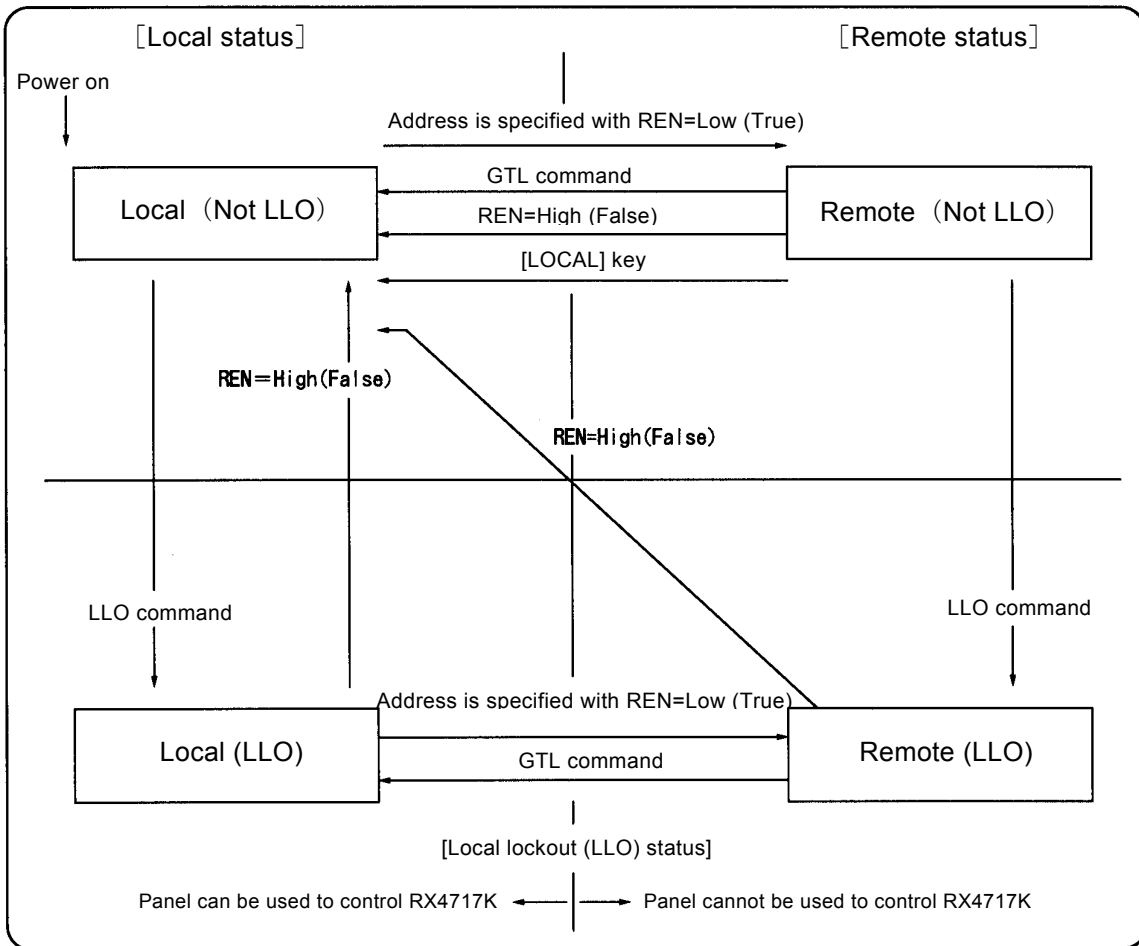 [Local status]
[Remote status]
Power on
Address is specified with REN=Low (True)
GTL command
Local (Not LLO)
Remote (Not LLO)
REN=High (False)
[LOCAL] key
REN=High(False)
REN=High(False)
LLO command
LLO command
Address is specified with REN=Low (True)
Local (LLO)
GTL command
Remote (LLO)
[Local lockout (LLO) status]
Panel can be used to control RX4717K
Panel cannot be used to control RX4717K